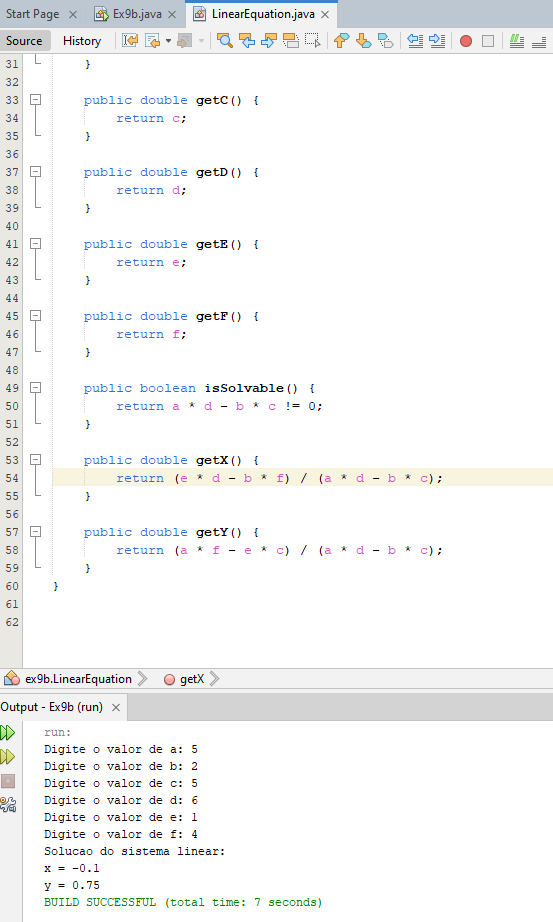 Start Page × Ex9b.java × LinearEquation.java ×
Source History
31 }
32
33 public double getC() {
34 return c;
35 }
36
37 public double getD() {
38 return d;
39 }
40
41 public double getE() {
42 return e;
43 }
44
45 public double getF() {
46 return f;
47 }
48
49 public boolean isSolvable() {
50 return a * d - b * c != 0;
51 }
52
53 public double getX() {
54 return (e * d - b * f) / (a * d - b * c);
55 }
56
57 public double getY() {
58 return (a * f - e * c) / (a * d - b * c);
59 }
60 }
61
62
ex9b.LinearEquation getX
Output - Ex9b (run) ×
run:
Digite o valor de a: 5
Digite o valor de b: 2
Digite o valor de c: 5
Digite o valor de d: 6
Digite o valor de e: 1
Digite o valor de f: 4
Solucao do sistema linear:
x = -0.1
y = 0.75
BUILD SUCCESSFUL (total time: 7 seconds)